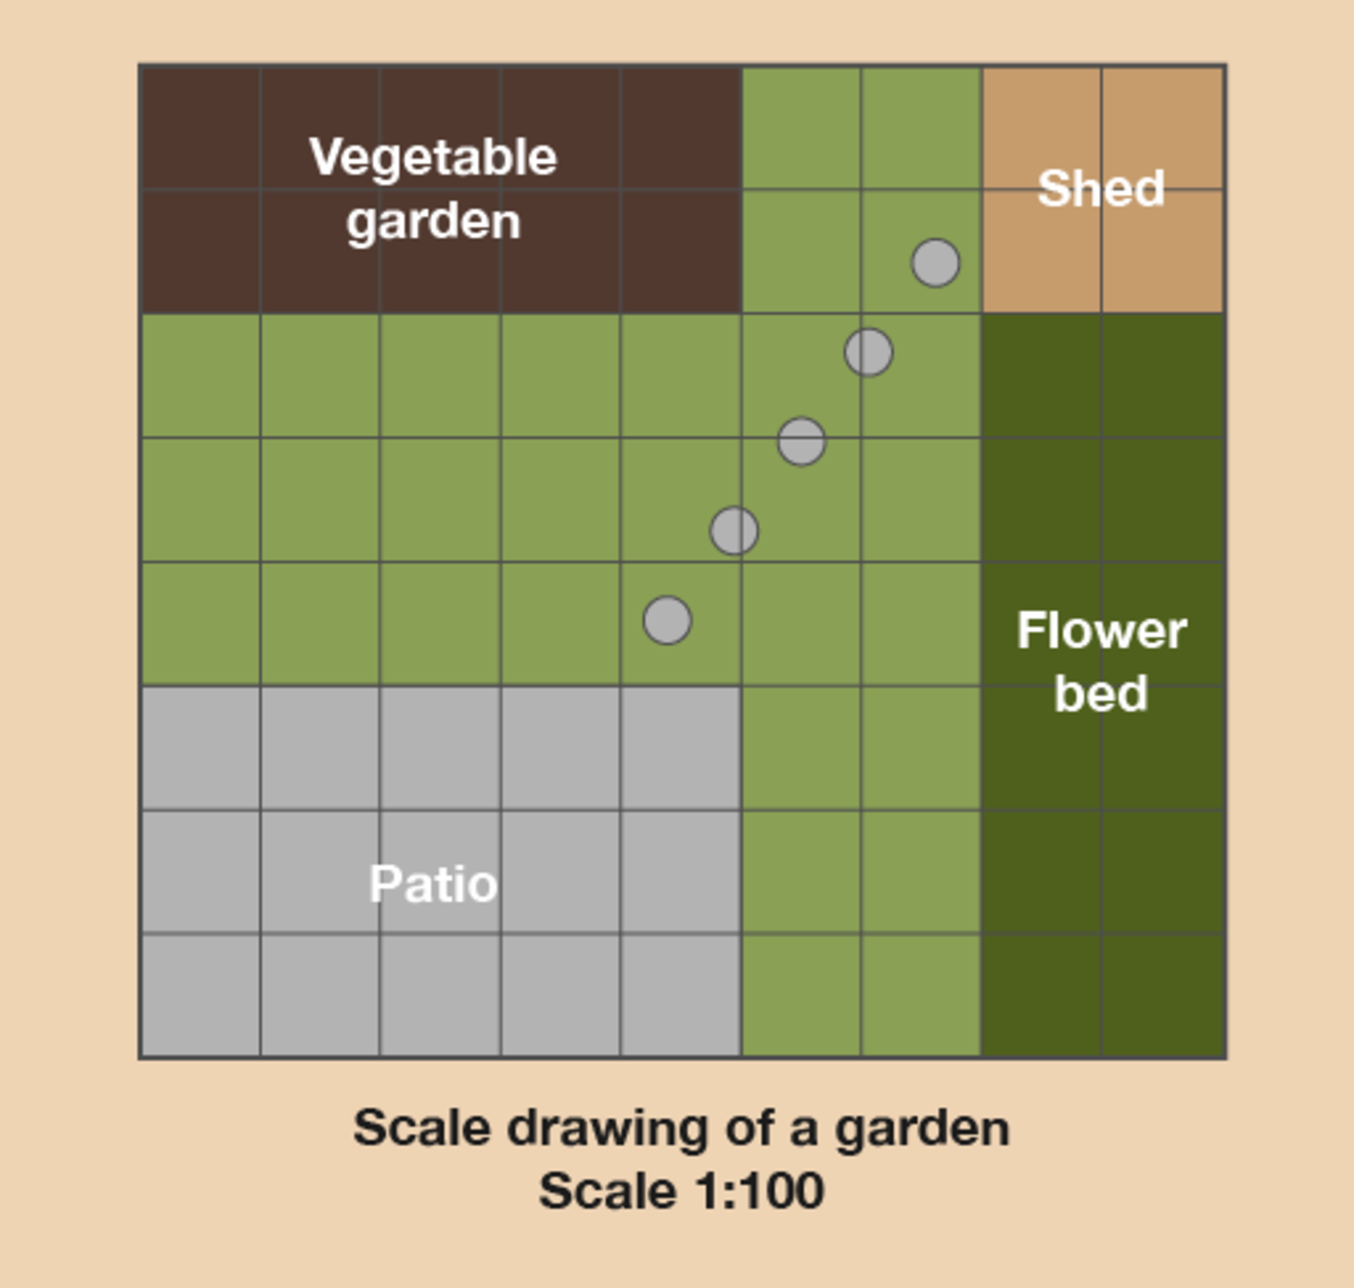 Vegetable
garden
Shed
Flower
bed
Patio
Scale drawing of a garden
Scale 1:100